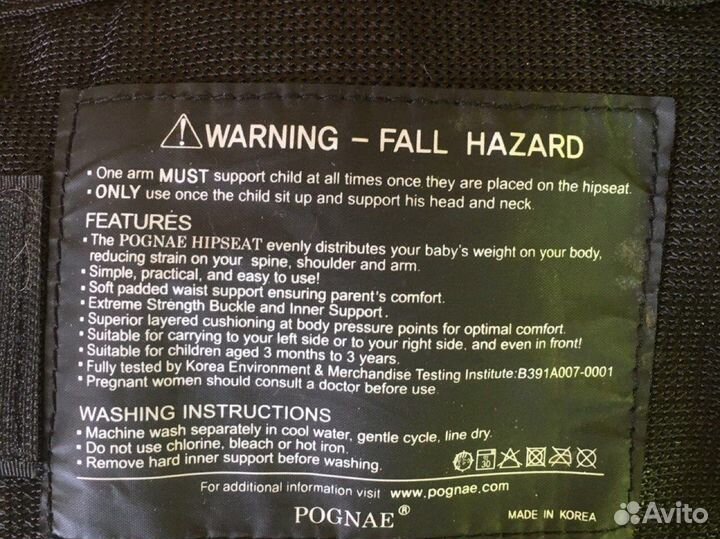 ⚠WARNING – FALL HAZARD
▪ One arm MUST support child at all times once they are placed on the hipseat.
▪ ONLY use once the child sit up and support his head and neck.
FEATURES
▪ The POGNAE HIPSEAT evenly distributes your baby's weight on your body,
reducing strain on your spine, shoulder and arm.
▪ Simple, practical, and easy to use!
▪ Soft padded waist support ensuring parent's comfort.
▪ Extreme Strength Buckle and Inner Support.
▪ Superior layered cushioning at body pressure points for optimal comfort.
▪ Suitable for carrying to your left side or to your right side, and even in front!
▪ Suitable for children aged 3 months to 3 years.
▪ Fully tested by Korea Environment & Merchandise Testing Institute:B391A007-0001
▪ Pregnant women should consult a doctor before use.
WASHING INSTRUCTIONS
▪ Machine wash separately in cool water, gentle cycle, line dry.
▪ Do not use chlorine, bleach or hot iron.
▪ Remove hard inner support before washing.
30
For additional information visit www.pognae.com
POGNAE®
MADE IN KOREA
Avito